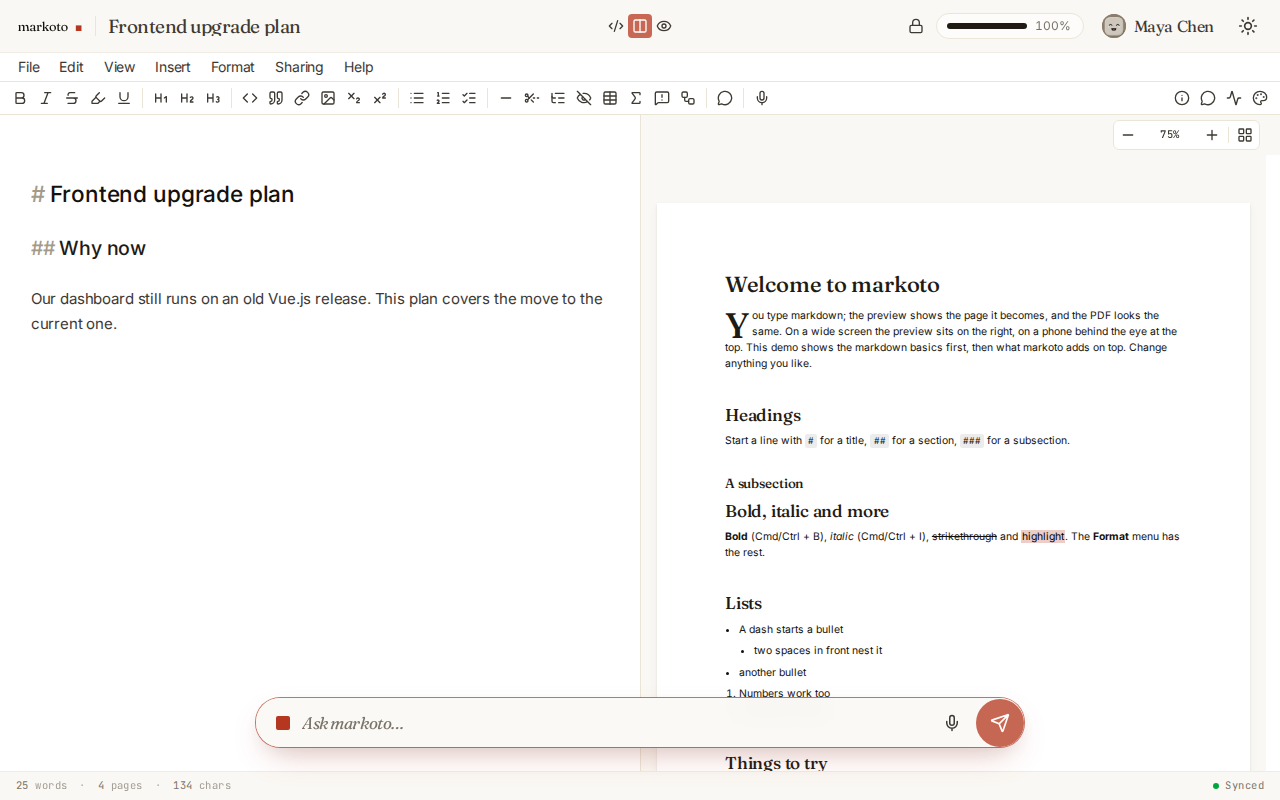 markoto
Frontend upgrade plan
100%
Maya Chen
File Edit View Insert Format Sharing Help
H1 H2 H3
75%
# Frontend upgrade plan
## Why now
Our dashboard still runs on an old Vue.js release. This plan covers the move to the
current one.
Welcome to markoto
You type markdown; the preview shows the page it becomes, and the PDF looks the
same. On a wide screen the preview sits on the right, on a phone behind the eye at the
top. This demo shows the markdown basics first, then what markoto adds on top. Change
anything you like.
Headings
Start a line with # for a title, ## for a section, ### for a subsection.
A subsection
Bold, italic and more
Bold (Cmd/Ctrl + B), italic (Cmd/Ctrl + I), strikethrough and highlight. The Format menu has
the rest.
Lists
• A dash starts a bullet
• two spaces in front nest it
• another bullet
1. Numbers work too
Things to try
Ask markoto...
25 words · 4 pages · 134 chars
Synced